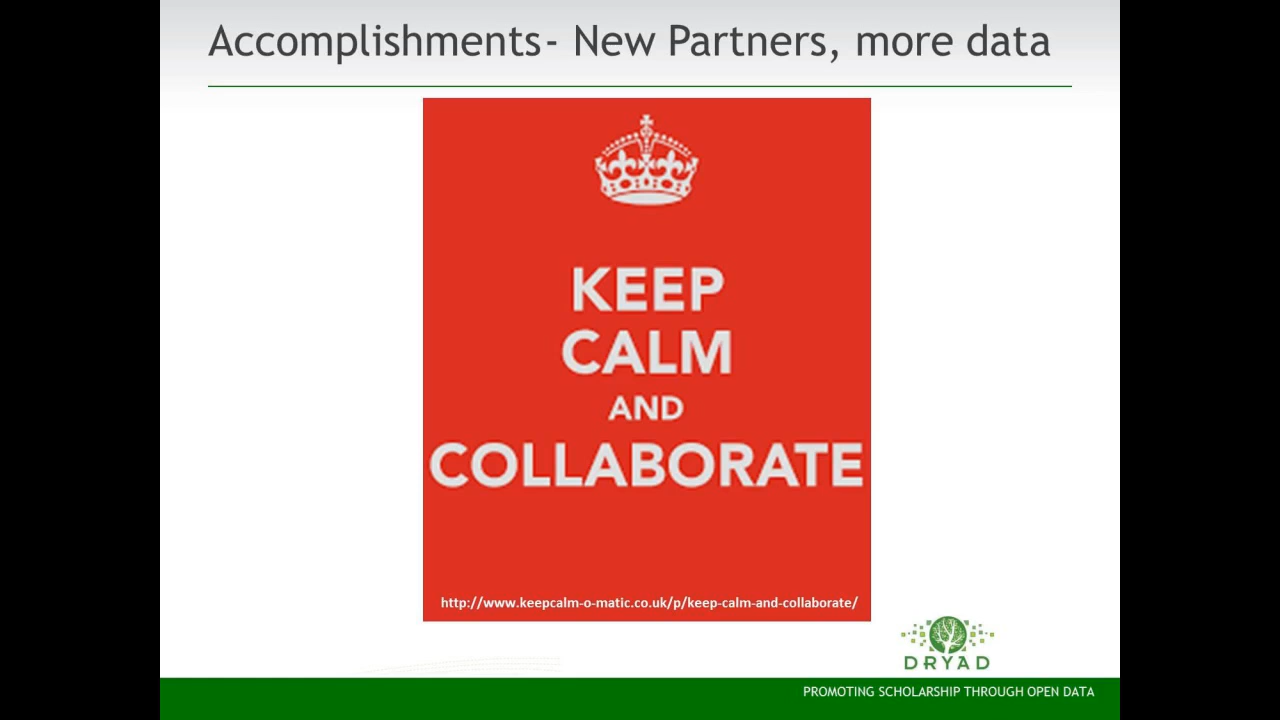 Accomplishments- New Partners, more data
KEEP
CALM
AND
COLLABORATE
http://www.keepcalm-o-matic.co.uk/p/keep-calm-and-collaborate/
DRYAD
PROMOTING SCHOLARSHIP THROUGH OPEN DATA